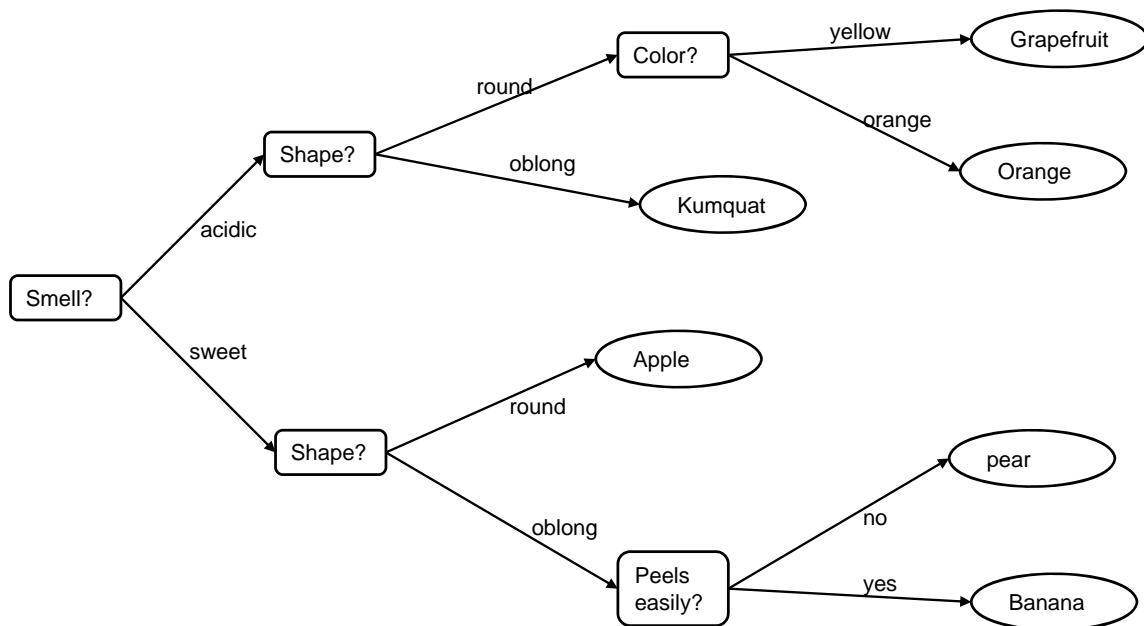 yellow
Grapefruit
Color?
round
orange
Shape?
oblong
Orange
Kumquat
acidic
Smell?
sweet
Apple
round
Shape?
pear
oblong
no
Peels
easily?
yes
Banana